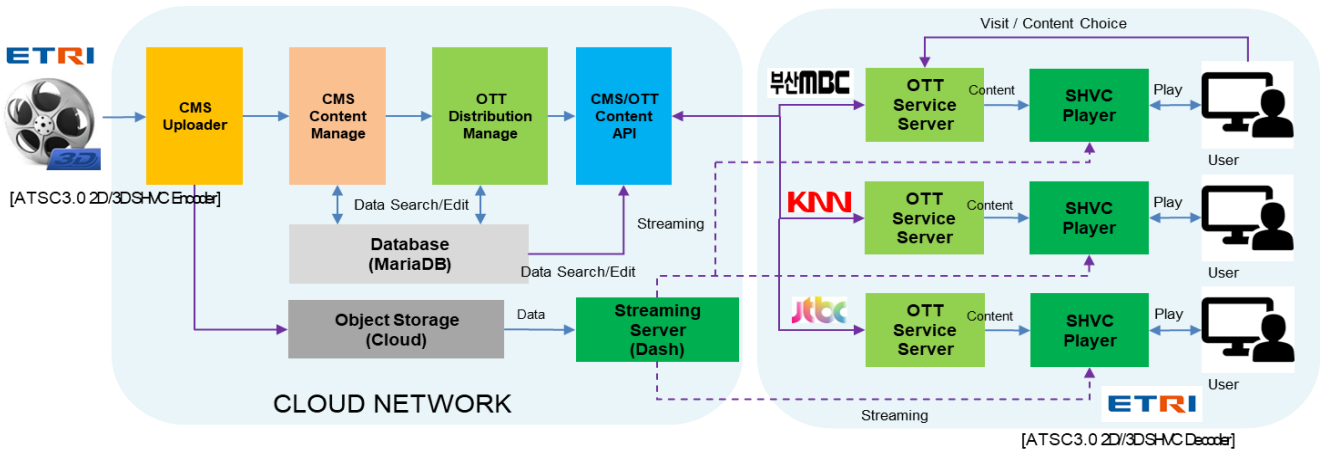 ETRI
3D
[ATSC3.0 2D/3DSHVC Encoder]
CMS
Uploader
CMS
Content
Manage
OTT
Distribution
Manage
CMS/OTT
Content
API
Data Search/Edit
Database
(MariaDB)
Data Search/Edit
Streaming
Object Storage
(Cloud)
Data
Streaming
Server
(Dash)
CLOUD NETWORK
Visit / Content Choice
부산MBC
OTT
Service
Server
Content
SHVC
Player
Play
User
KNN
OTT
Service
Server
Content
SHVC
Player
Play
User
jtbc
OTT
Service
Server
Content
SHVC
Player
Play
User
Streaming
ETRI
[ATSC3.0 2D//3DSHVC Decoder]